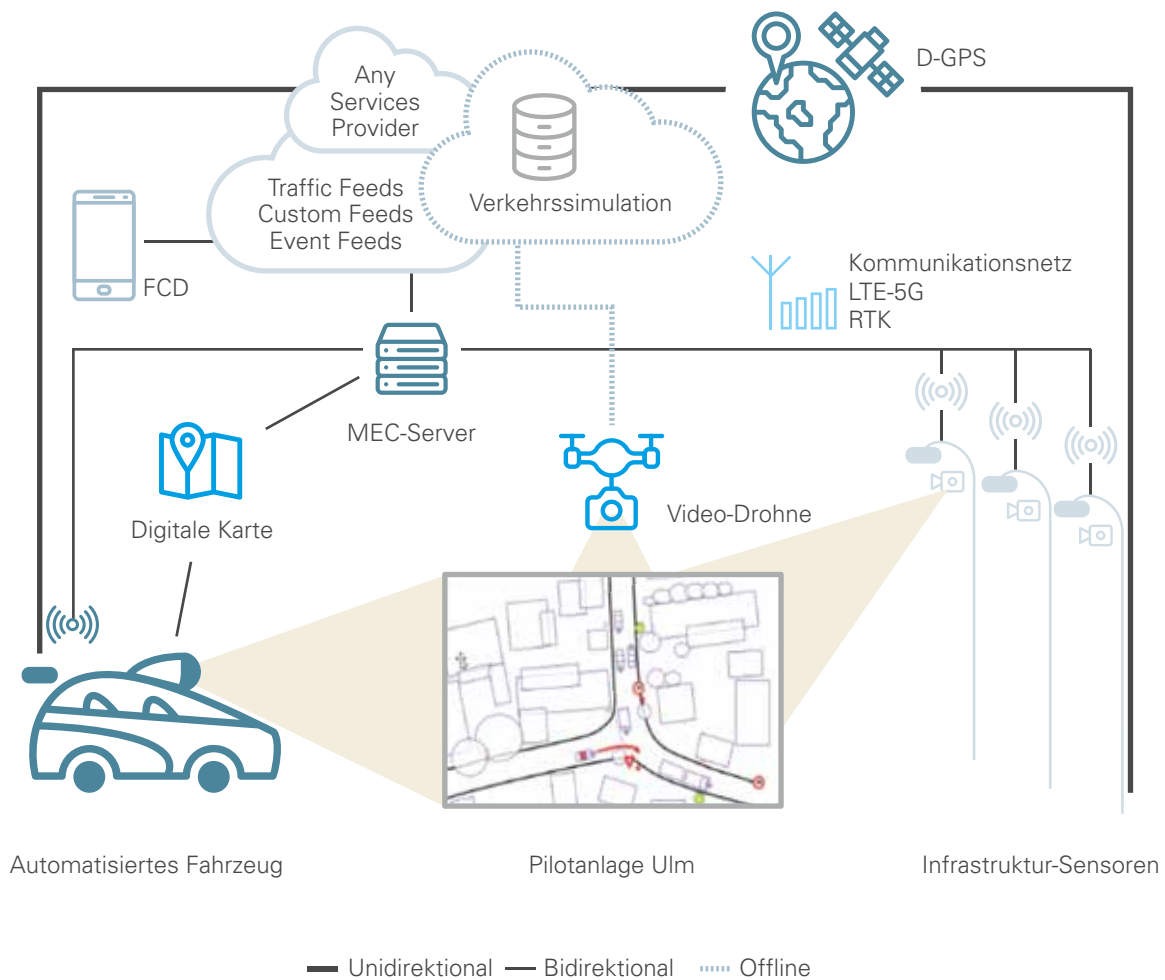 D-GPS
Any
Services
Provider
Traffic Feeds
Custom Feeds
Event Feeds
Verkehrssimulation
FCD
Kommunikationsnetz
LTE-5G
RTK
MEC-Server
Digitale Karte
Video-Drohne
Automatisiertes Fahrzeug
Pilotanlage Ulm
Infrastruktur-Sensoren
Unidirektional
Bidirektional
Offline